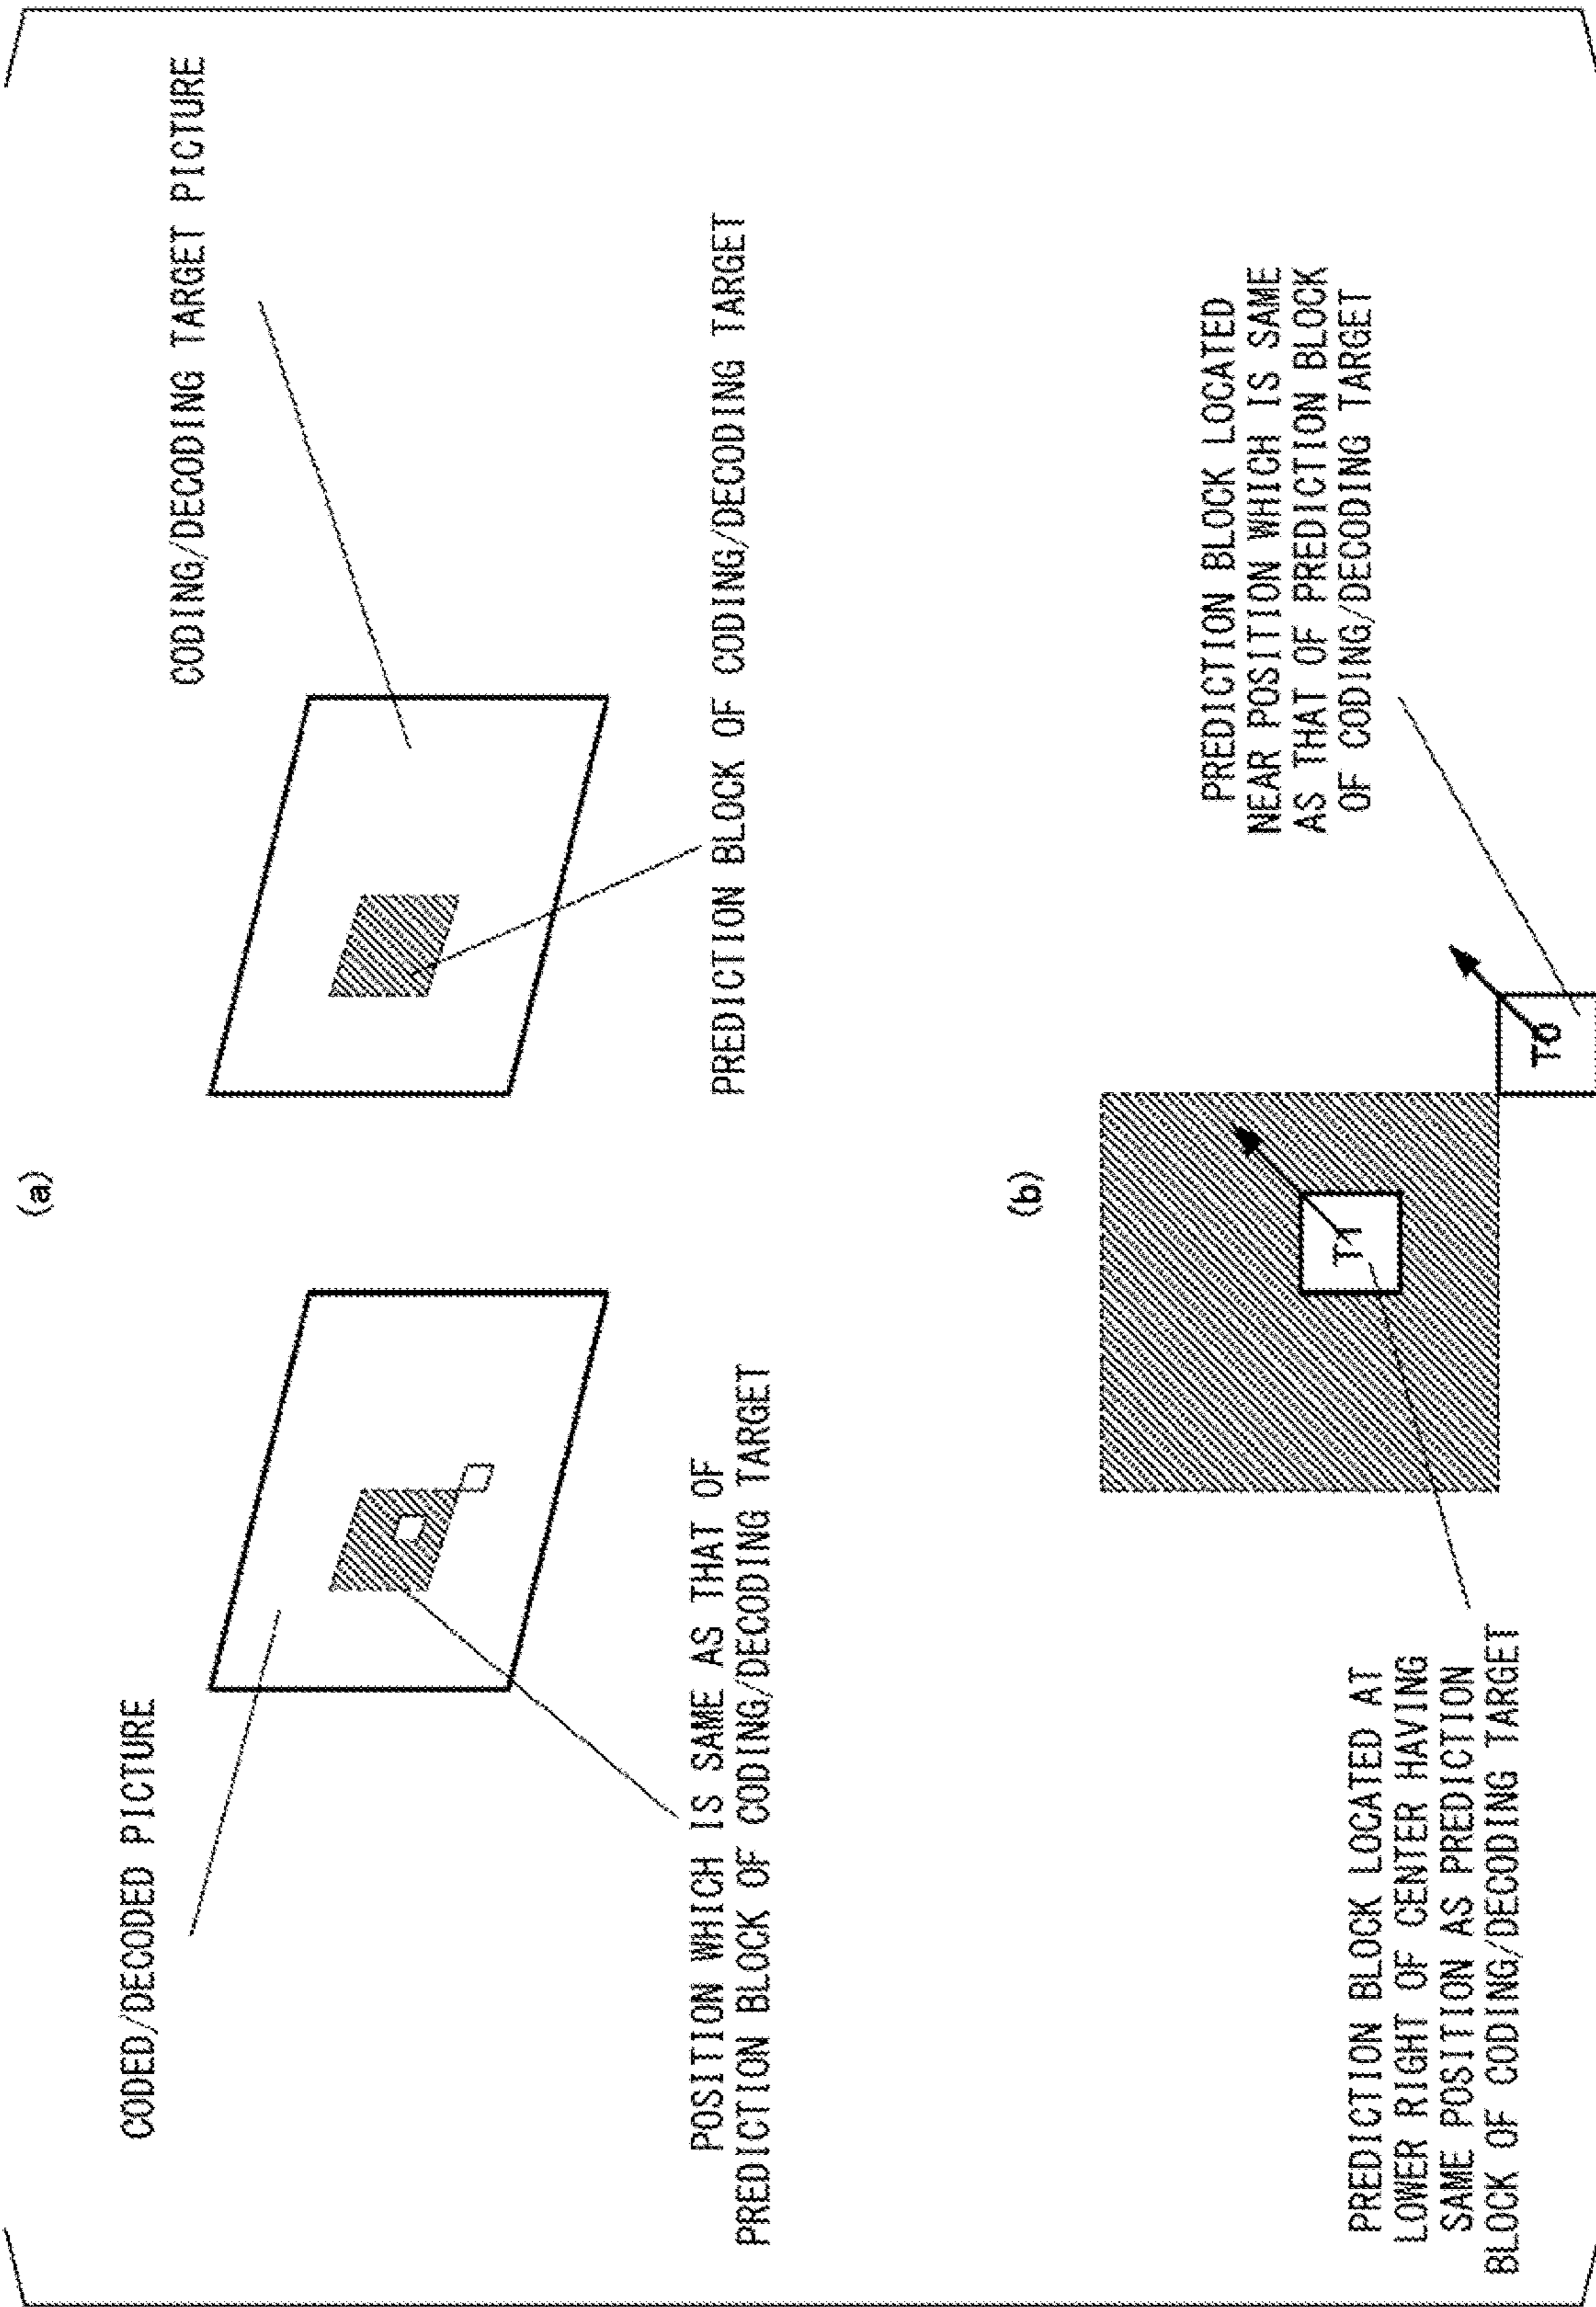 (a)
CODED/DECODED PICTURE
CODING/DECODING TARGET PICTURE
POSITION WHICH IS SAME AS THAT OF
PREDICTION BLOCK OF CODING/DECODING TARGET
PREDICTION BLOCK OF CODING/DECODING TARGET
(b)
PREDICTION BLOCK LOCATED AT
LOWER RIGHT OF CENTER HAVING
SAME POSITION AS PREDICTION
BLOCK OF CODING/DECODING TARGET
T1
T0
PREDICTION BLOCK LOCATED
NEAR POSITION WHICH IS SAME
AS THAT OF PREDICTION BLOCK
OF CODING/DECODING TARGET